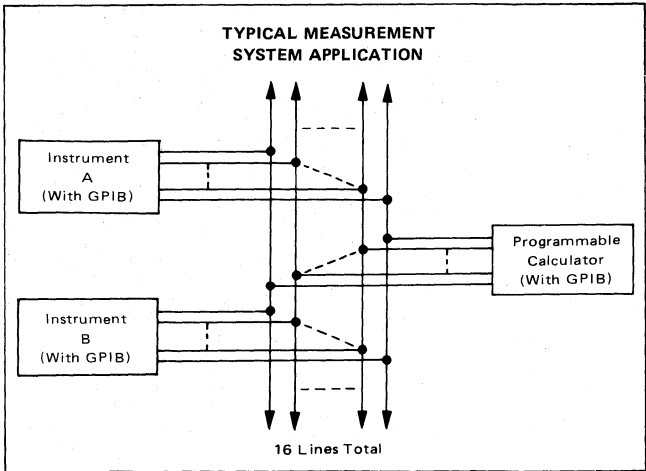 TYPICAL MEASUREMENT
SYSTEM APPLICATION
Instrument
A
(With GPIB)
Programmable
Calculator
(With GPIB)
Instrument
B
(With GPIB)
16 Lines Total